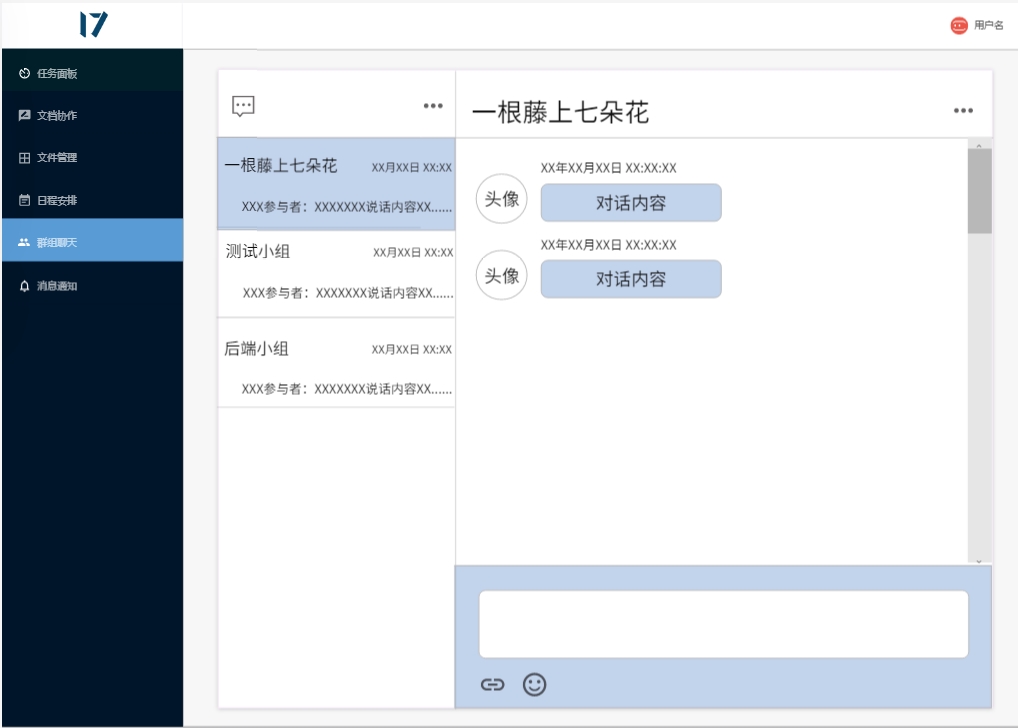 17
用户名
任务面板
文档协作
文件管理
日程安排
群组聊天
消息通知
一根藤上七朵花 XX月XX日 XX:XX
XXX参与者：XXXXXXX说话内容XX......
测试小组 XX月XX日 XX:XX
XXX参与者：XXXXXXX说话内容XX......
后端小组 XX月XX日 XX:XX
XXX参与者：XXXXXXX说话内容XX......
一根藤上七朵花
XX年XX月XX日 XX:XX:XX
头像 对话内容
XX年XX月XX日 XX:XX:XX
头像 对话内容